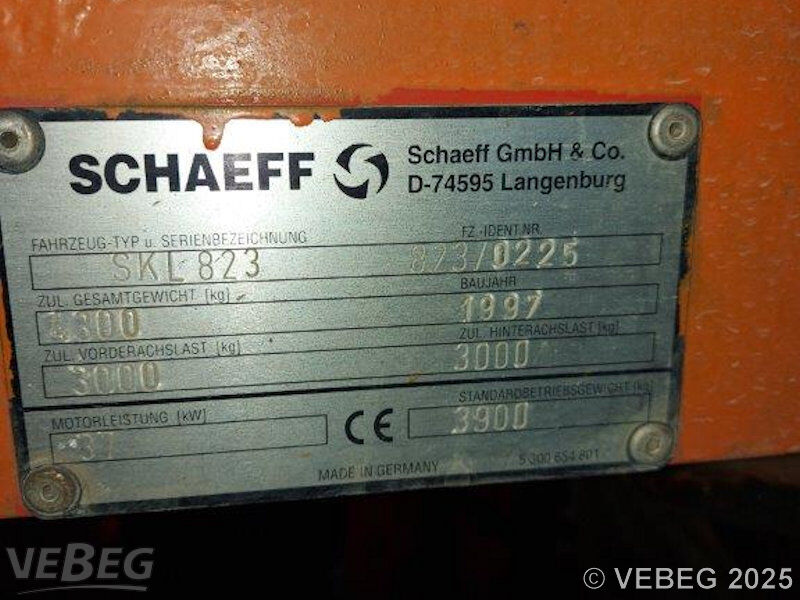 SCHAEFF
Schaeff GmbH & Co.
D-74595 Langenburg
FAHRZEUG-TYP u. SERIENBEZEICHNUNG
FZ.-IDENT.NR.
SKL823
823/0225
ZUL. GESAMTGEWICHT [kg]
BAUJAHR
1997
ZUL. VORDERACHSLAST [kg]
ZUL. HINTERACHSLAST [kg]
3000
3000
MOTORLEISTUNG [kW]
STANDARDBETRIEBSGEWICHT [kg]
CE
3900
MADE IN GERMANY
5 300 654 801
VEBEG
© VEBEG 2025